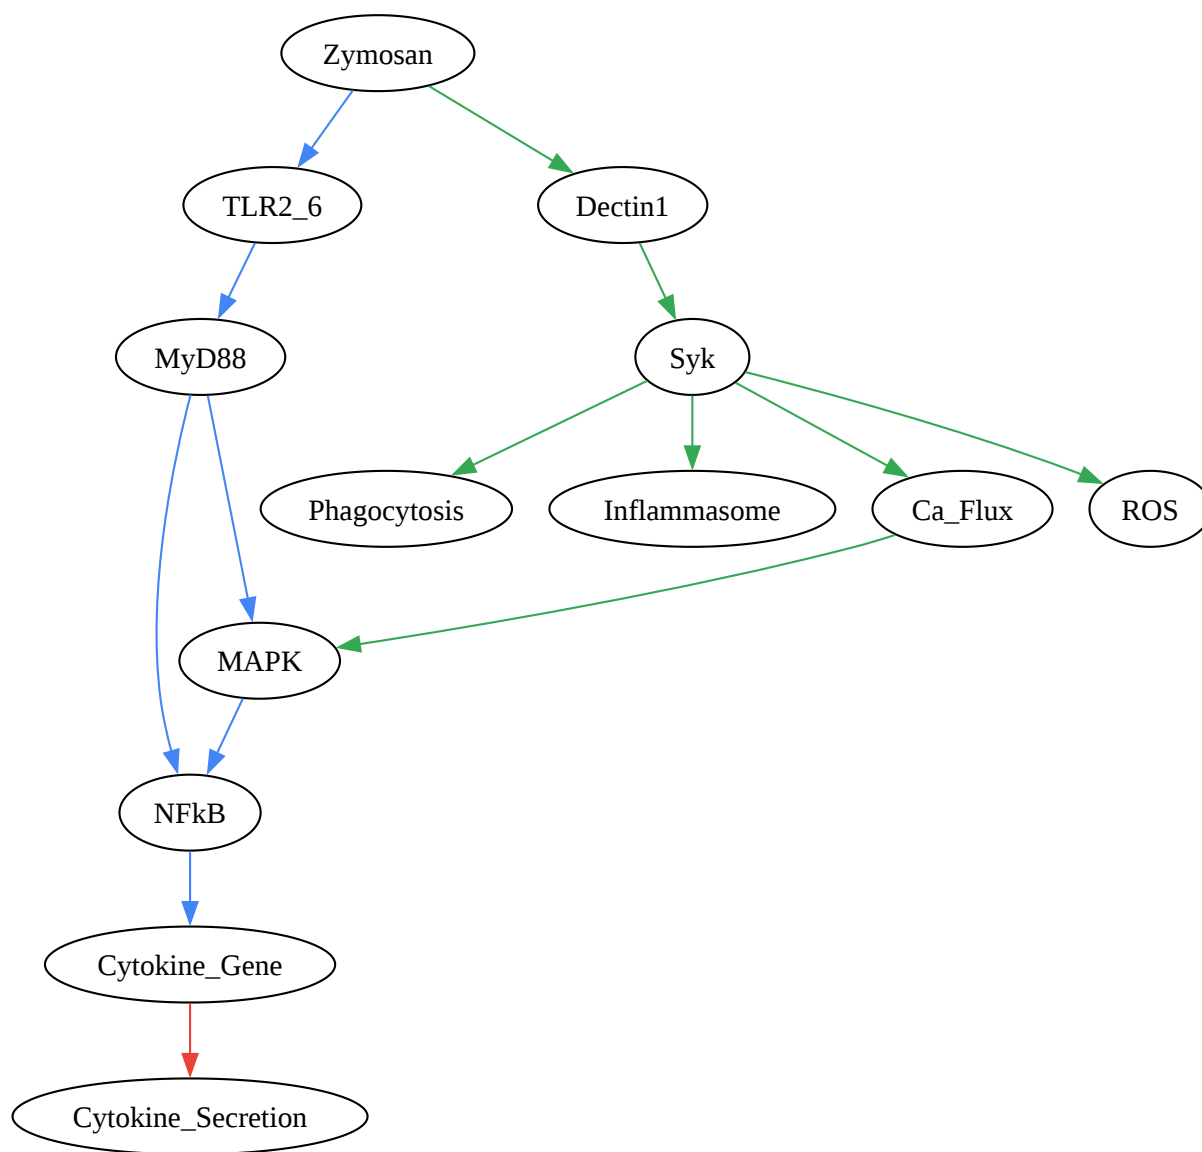 Zymosan
TLR2_6
Dectin1
MyD88
Syk
Phagocytosis
Inflammasome
Ca_Flux
ROS
MAPK
NFkB
Cytokine_Gene
Cytokine_Secretion